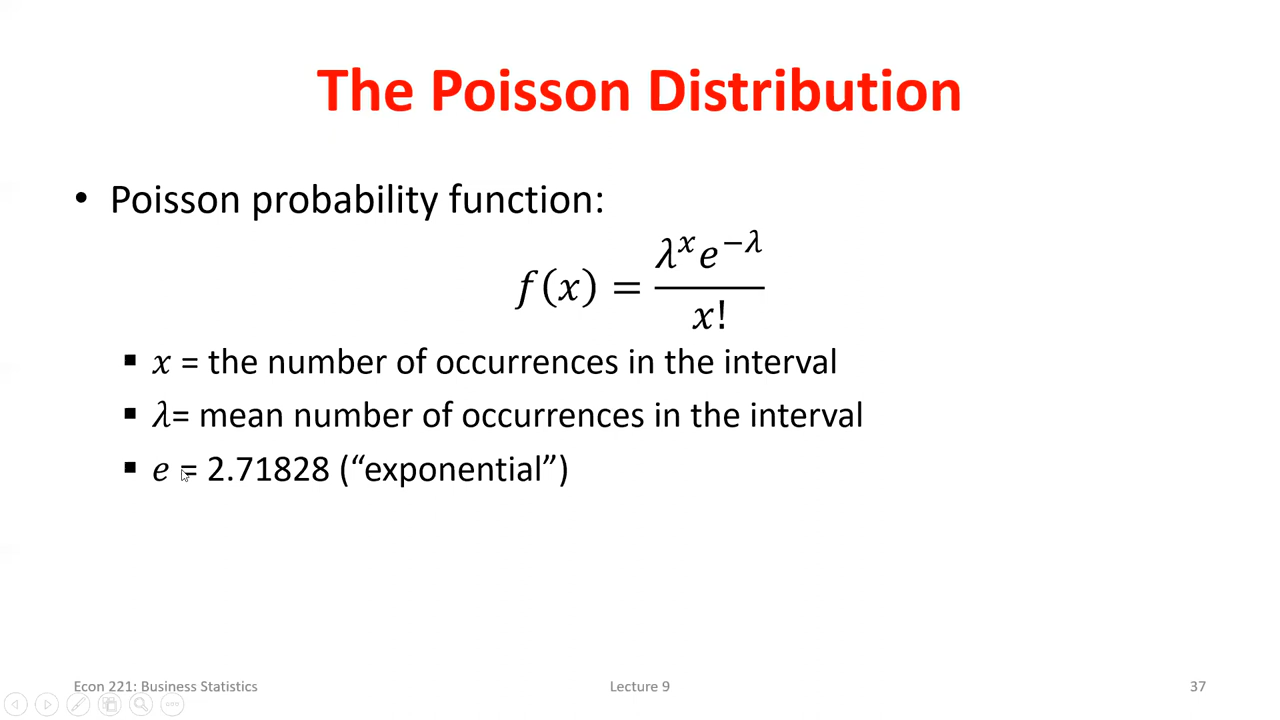 The Poisson Distribution
• Poisson probability function:
f(x) = λ^x e^{−λ} / x!
▪ x = the number of occurrences in the interval
▪ λ= mean number of occurrences in the interval
▪ e = 2.71828 (“exponential”)
Econ 221: Business Statistics Lecture 9 37